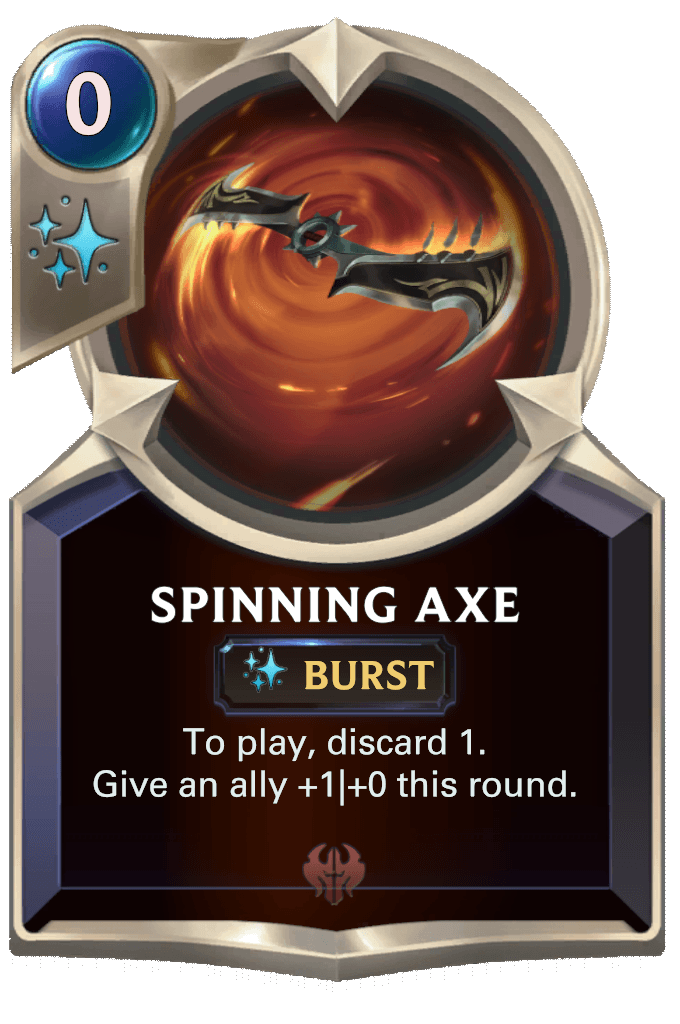 0
SPINNING AXE
BURST
To play, discard 1.
Give an ally +1|+0 this round.